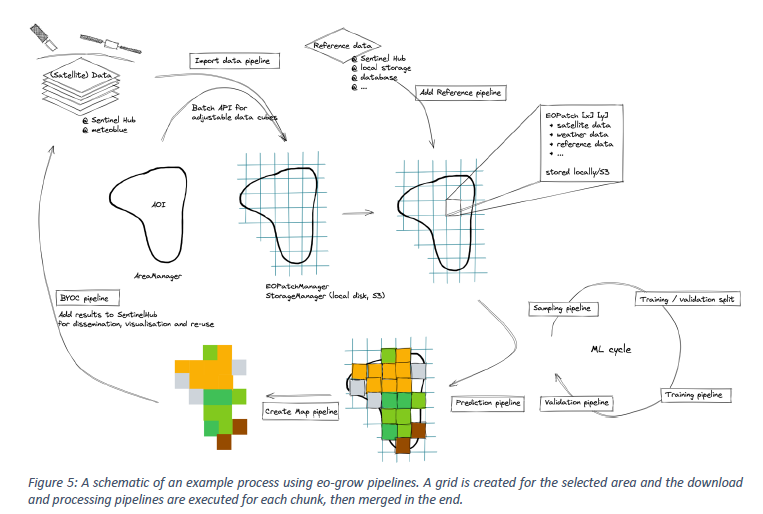 (Satellite) Data
@ Sentinel Hub
@ meteoblue
Import data pipeline
Batch API for
adjustable data cubes
Reference data
@ Sentinel Hub
@ local storage
@ database
@ ...
Add Reference pipeline
EOPatch [x] [y]
+ satellite data
+ weather data
+ reference data
+ ...
stored locally/S3
AOI
AreaManager
EOPatchManager
StorageManager (local disk, S3)
BYOC pipeline
Add results to SentinelHub
for dissemination, visualisation and re-use
Sampling pipeline
Training / validation split
ML cycle
Training pipeline
Validation pipeline
Prediction pipeline
Create Map pipeline
Figure 5: A schematic of an example process using eo-grow pipelines. A grid is created for the selected area and the download
and processing pipelines are executed for each chunk, then merged in the end.